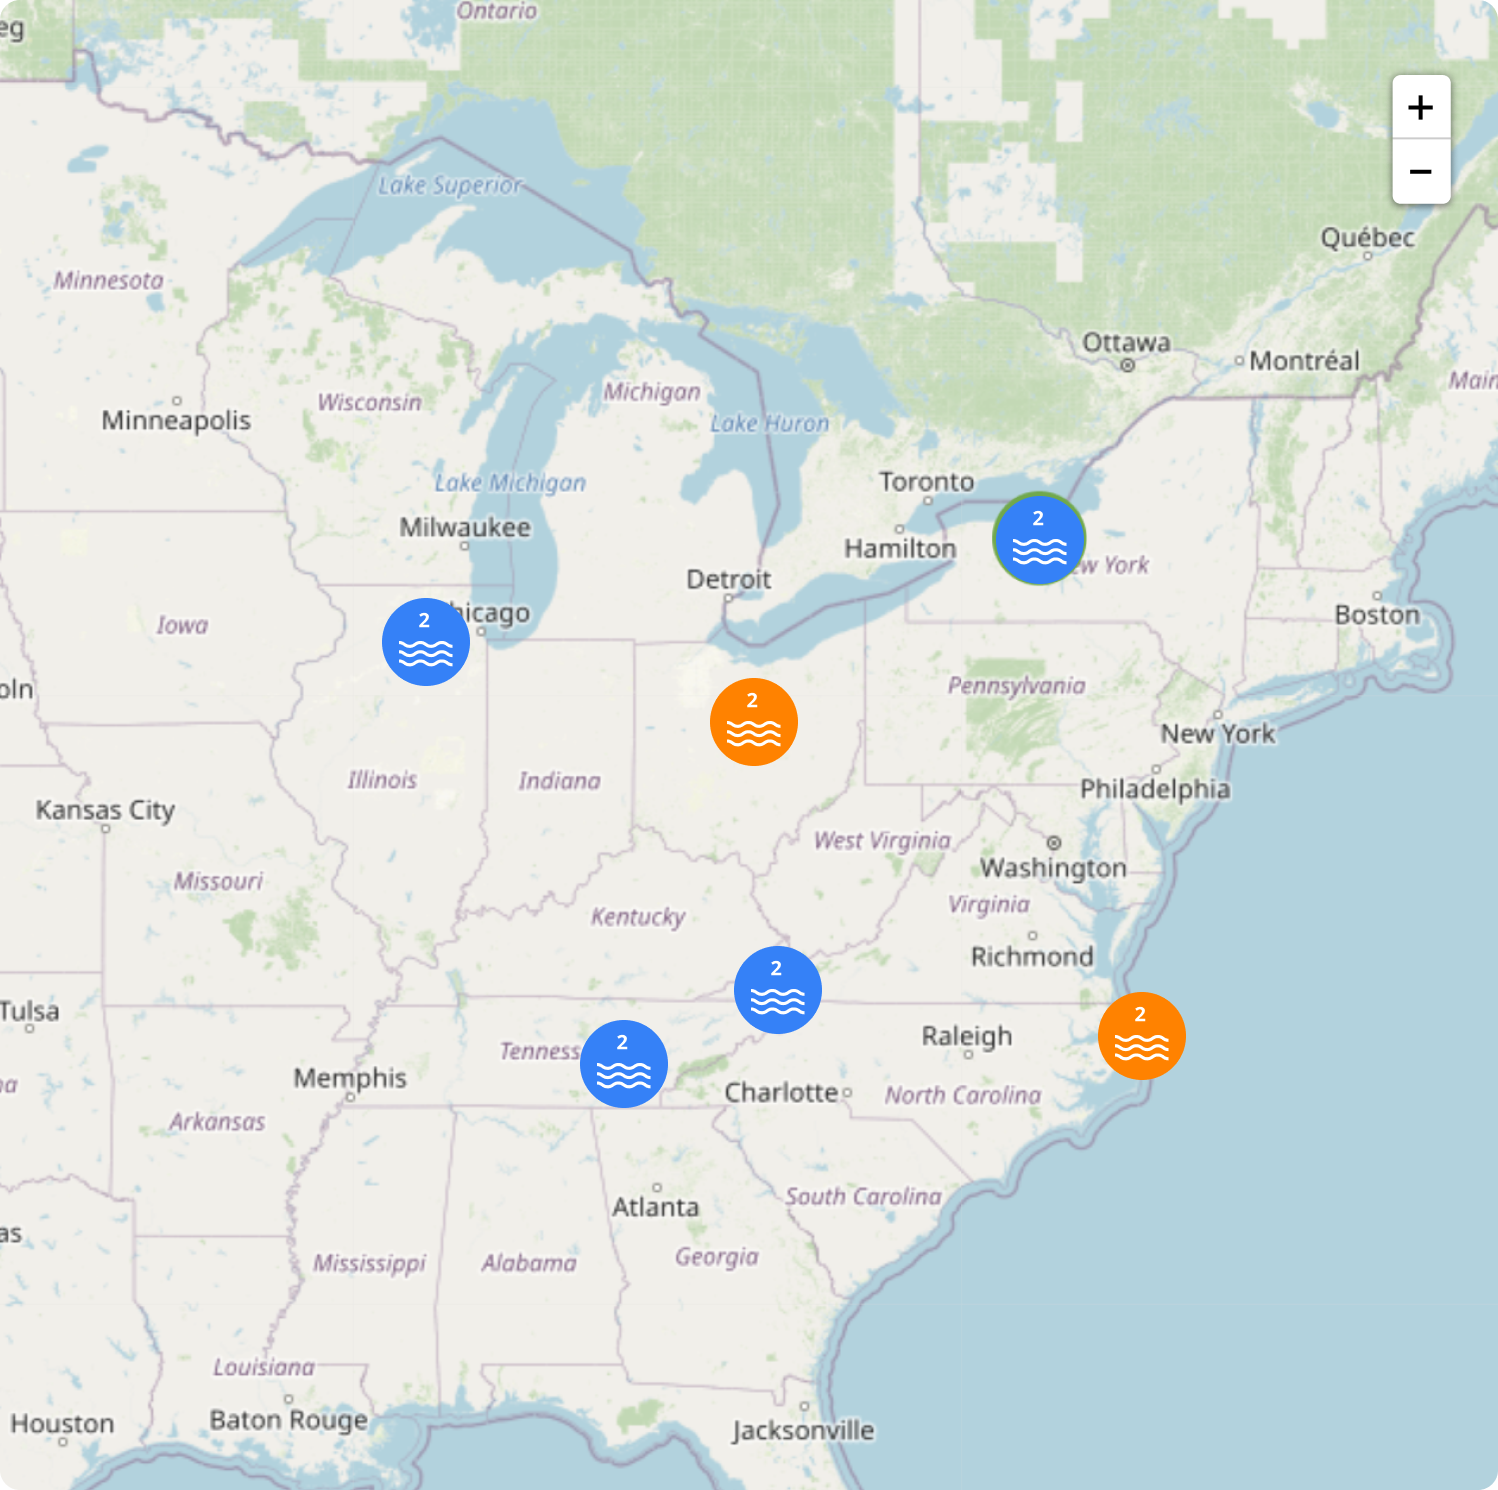 Ontario
eg
+
−
Lake Superior
Québec
Minnesota
Ottawa
Montréal
Main
Michigan
Wisconsin
Minneapolis
Lake Huron
Lake Michigan
Toronto
Milwaukee
2
Hamilton
ew York
Detroit
hicago
2
Boston
Iowa
Pennsylvania
oln
2
New York
Illinois
Indiana
Philadelphia
Kansas City
West Virginia
Washington
Missouri
Virginia
Kentucky
Richmond
2
Tulsa
2
Raleigh
2
Tenness
Memphis
na
Charlotte
North Carolina
Arkansas
South Carolina
Atlanta
as
Georgia
Mississippi
Alabama
Louisiana
Houston
Baton Rouge
Jacksonville